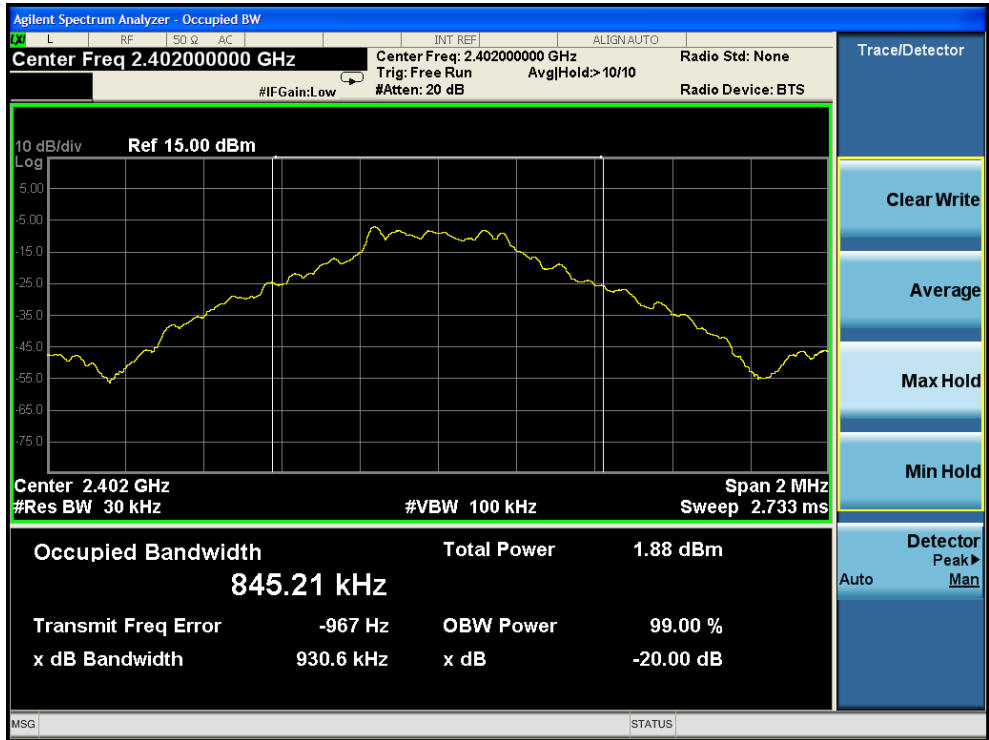 Agilent Spectrum Analyzer - Occupied BW
LXI L RF 50 Ω AC INT REF ALIGN AUTO
Center Freq 2.402000000 GHz
Center Freq: 2.402000000 GHz
Radio Std: None
Trig: Free Run Avg|Hold:> 10/10
#IFGain:Low
#Atten: 20 dB
Radio Device: BTS
Trace/Detector
10 dB/div Ref 15.00 dBm
Log
5.00
-5.00
-15.0
-25.0
-35.0
-45.0
-55.0
-65.0
-75.0
Center 2.402 GHz Span 2 MHz
#Res BW 30 kHz #VBW 100 kHz Sweep 2.733 ms
Occupied Bandwidth Total Power 1.88 dBm
845.21 kHz
Transmit Freq Error -967 Hz OBW Power 99.00 %
x dB Bandwidth 930.6 kHz x dB -20.00 dB
Clear Write
Average
Max Hold
Min Hold
Detector
Peak▶
Auto Man
MSG STATUS